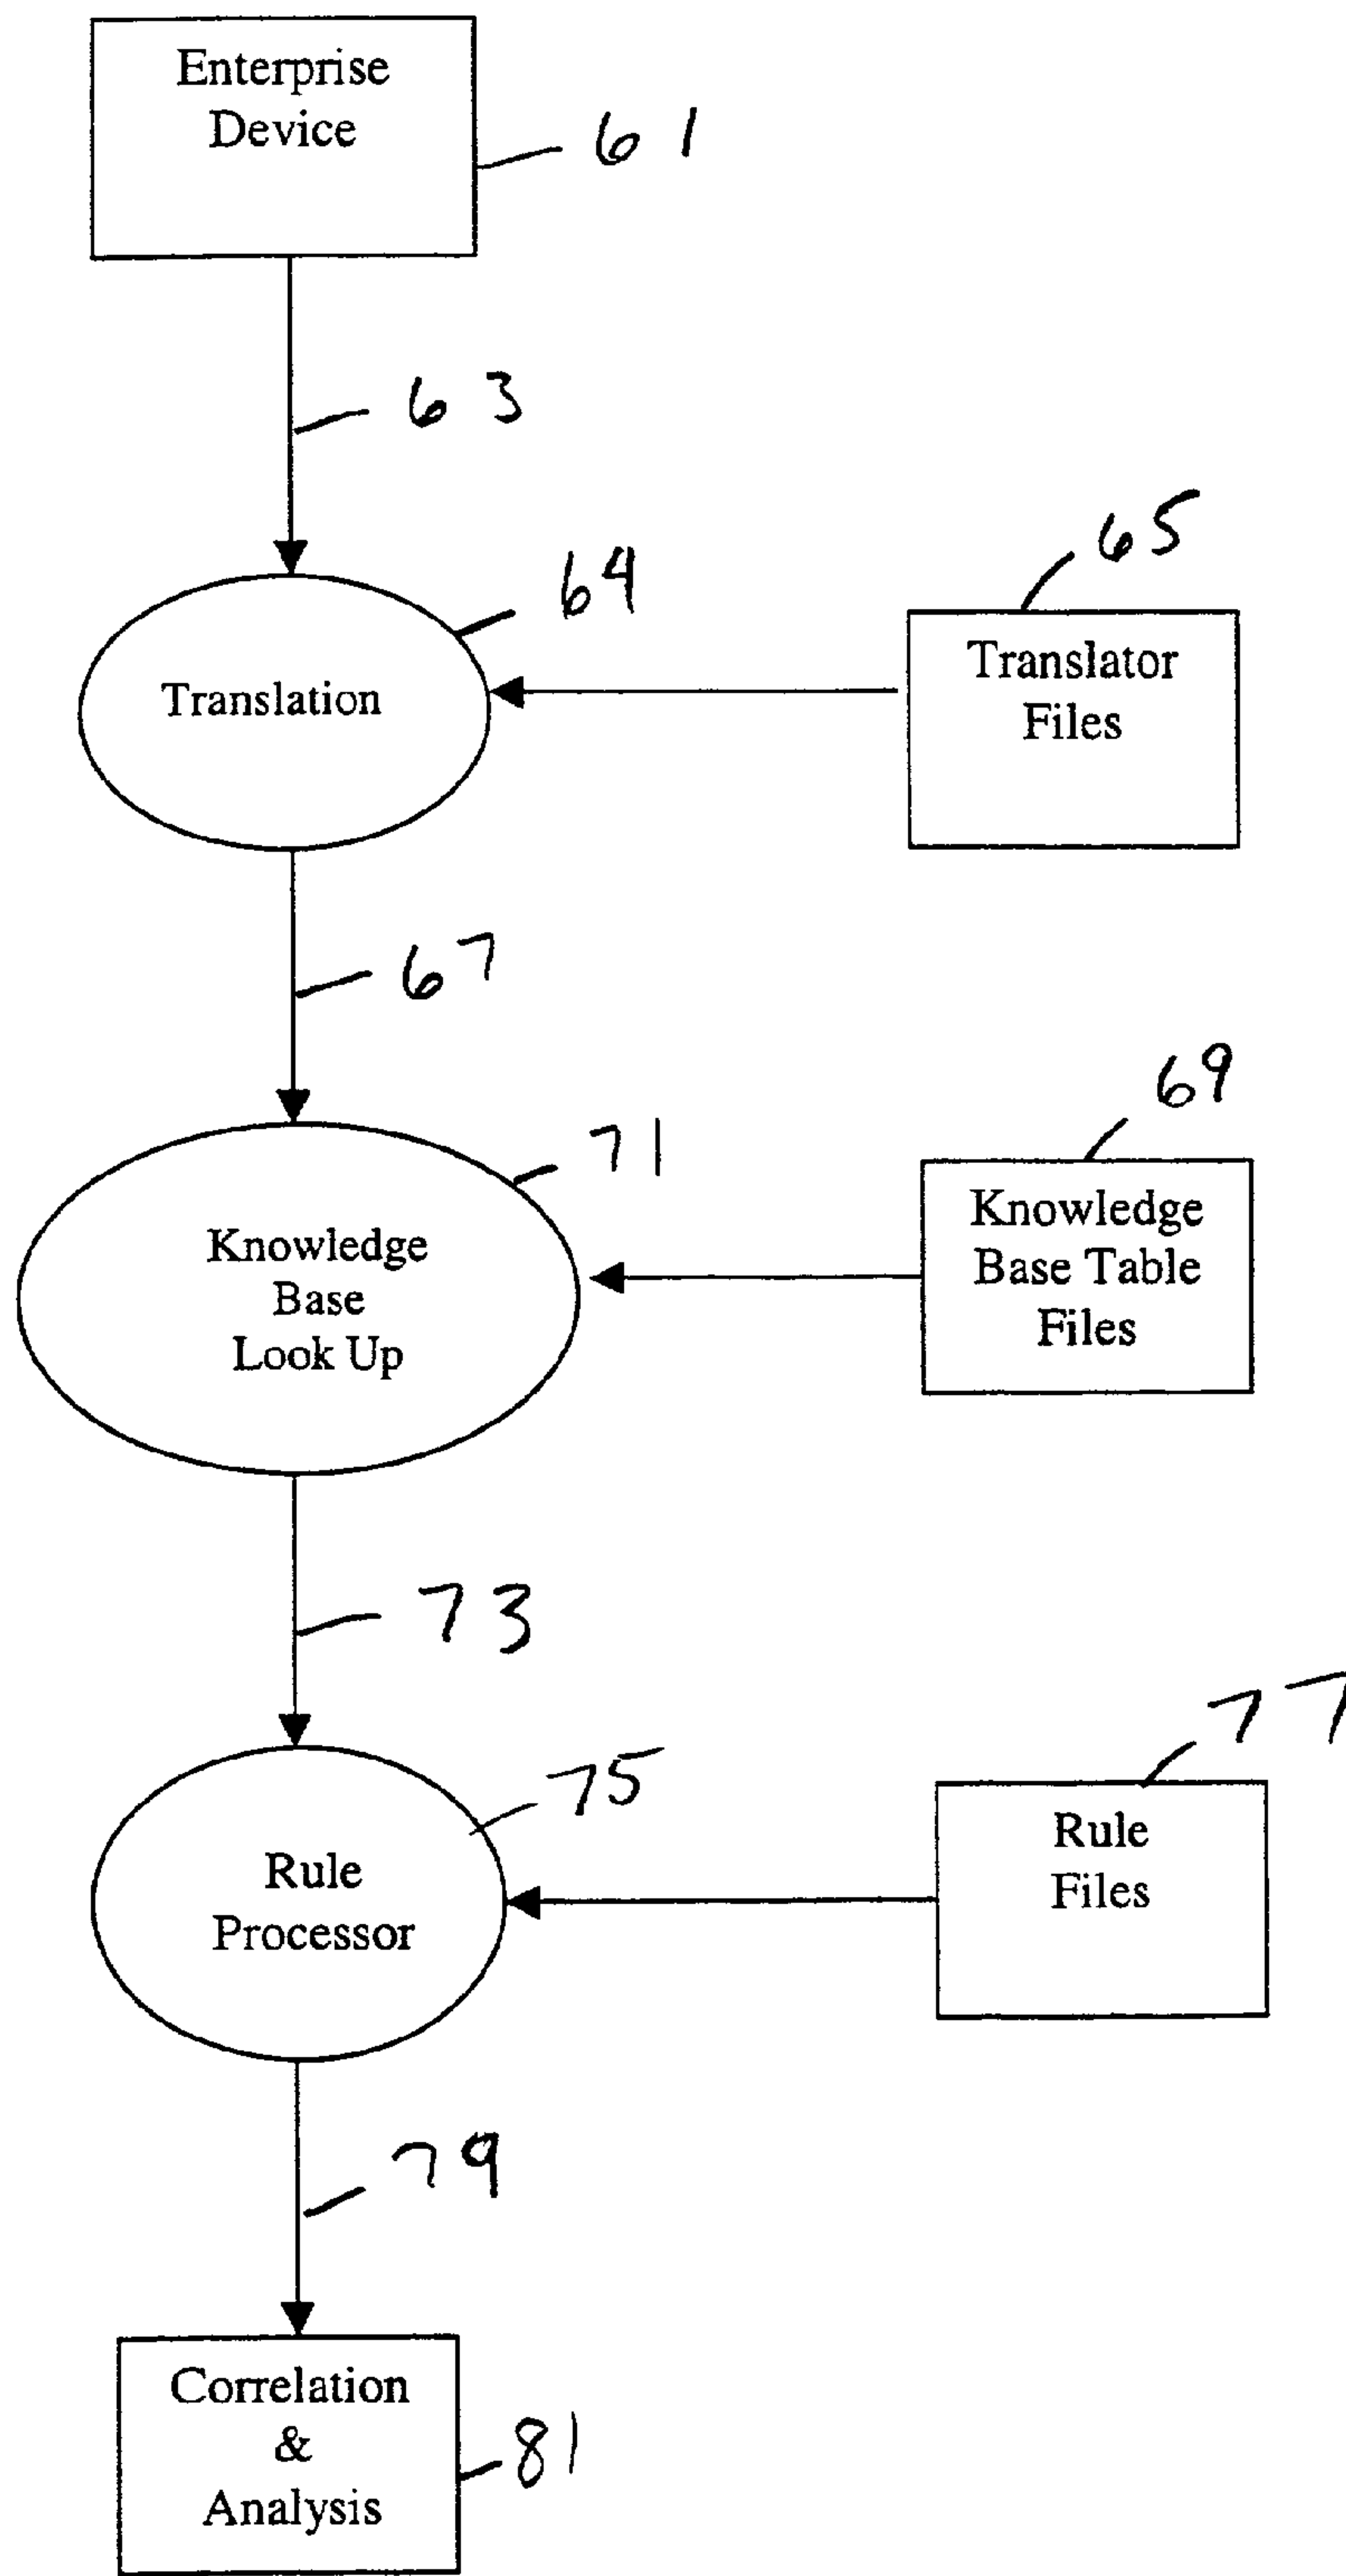 Enterprise
Device
61
63
64
65
Translation
Translator
Files
67
69
71
Knowledge
Base
Look Up
Knowledge
Base Table
Files
73
75
77
Rule
Processor
Rule
Files
79
Correlation
&
Analysis
81